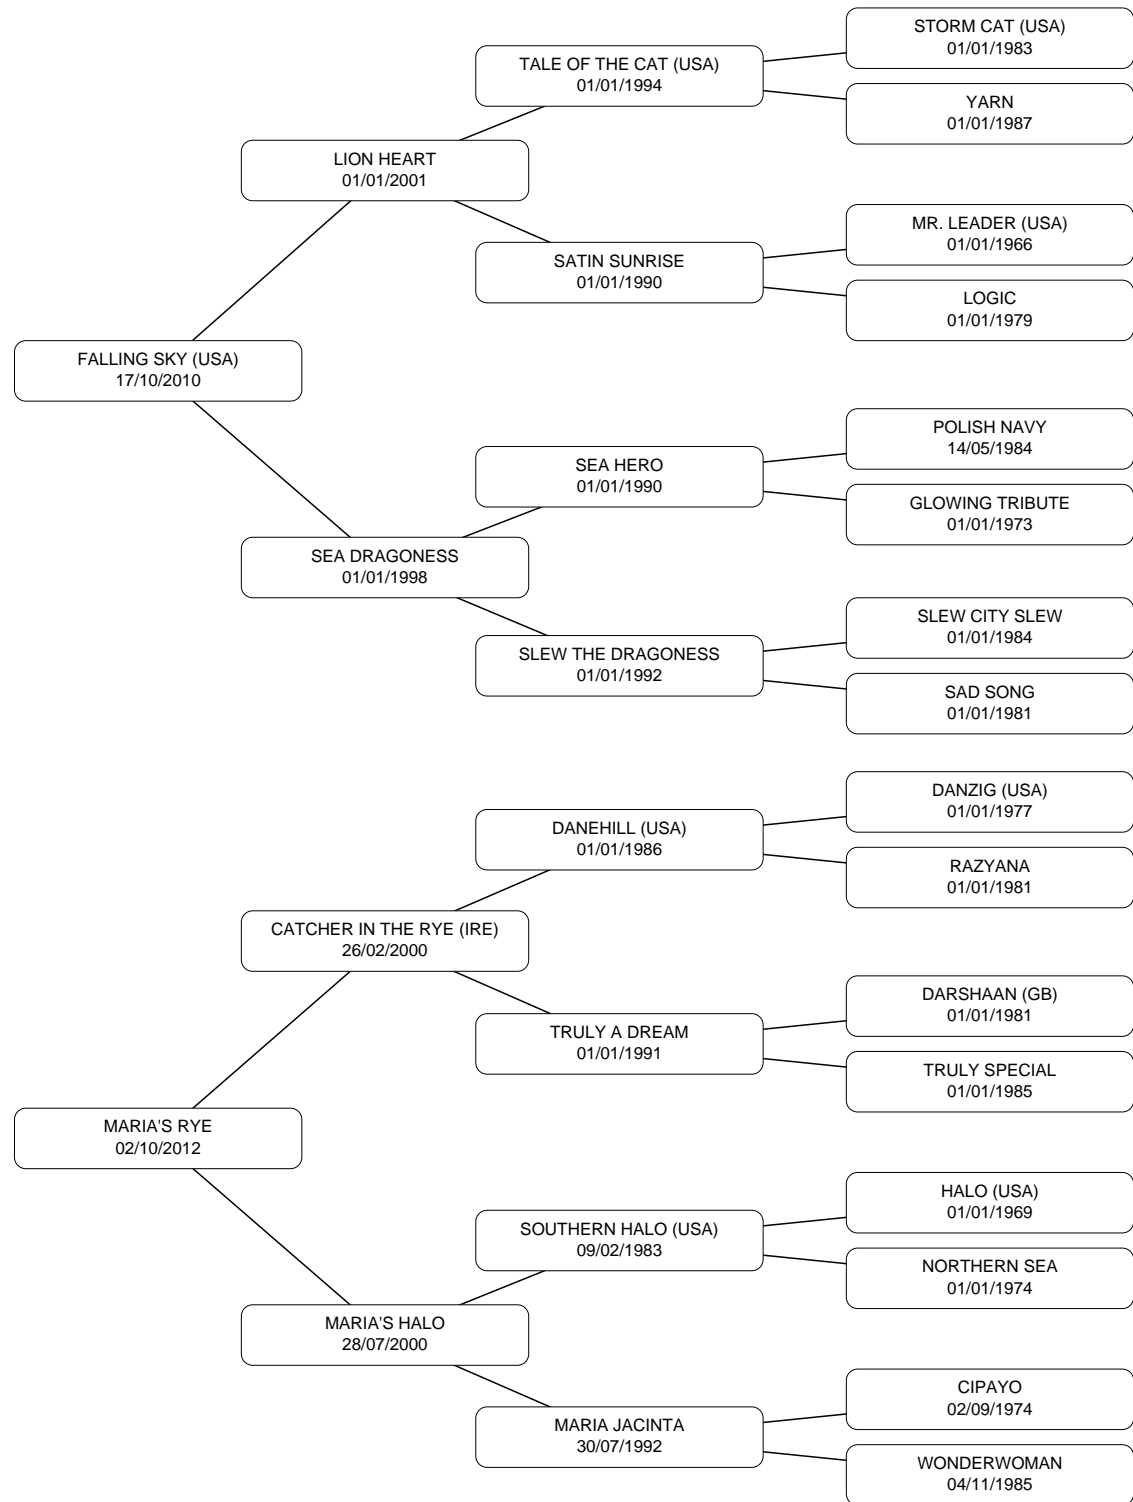 STORM CAT (USA)
01/01/1983
TALE OF THE CAT (USA)
01/01/1994
YARN
01/01/1987
LION HEART
01/01/2001
MR. LEADER (USA)
01/01/1966
SATIN SUNRISE
01/01/1990
LOGIC
01/01/1979
FALLING SKY (USA)
17/10/2010
POLISH NAVY
14/05/1984
SEA HERO
01/01/1990
GLOWING TRIBUTE
01/01/1973
SEA DRAGONESS
01/01/1998
SLEW CITY SLEW
01/01/1984
SLEW THE DRAGONESS
01/01/1992
SAD SONG
01/01/1981
DANZIG (USA)
01/01/1977
DANEHILL (USA)
01/01/1986
RAZYANA
01/01/1981
CATCHER IN THE RYE (IRE)
26/02/2000
DARSHAAN (GB)
01/01/1981
TRULY A DREAM
01/01/1991
TRULY SPECIAL
01/01/1985
MARIA'S RYE
02/10/2012
HALO (USA)
01/01/1969
SOUTHERN HALO (USA)
09/02/1983
NORTHERN SEA
01/01/1974
MARIA'S HALO
28/07/2000
CIPAYO
02/09/1974
MARIA JACINTA
30/07/1992
WONDERWOMAN
04/11/1985